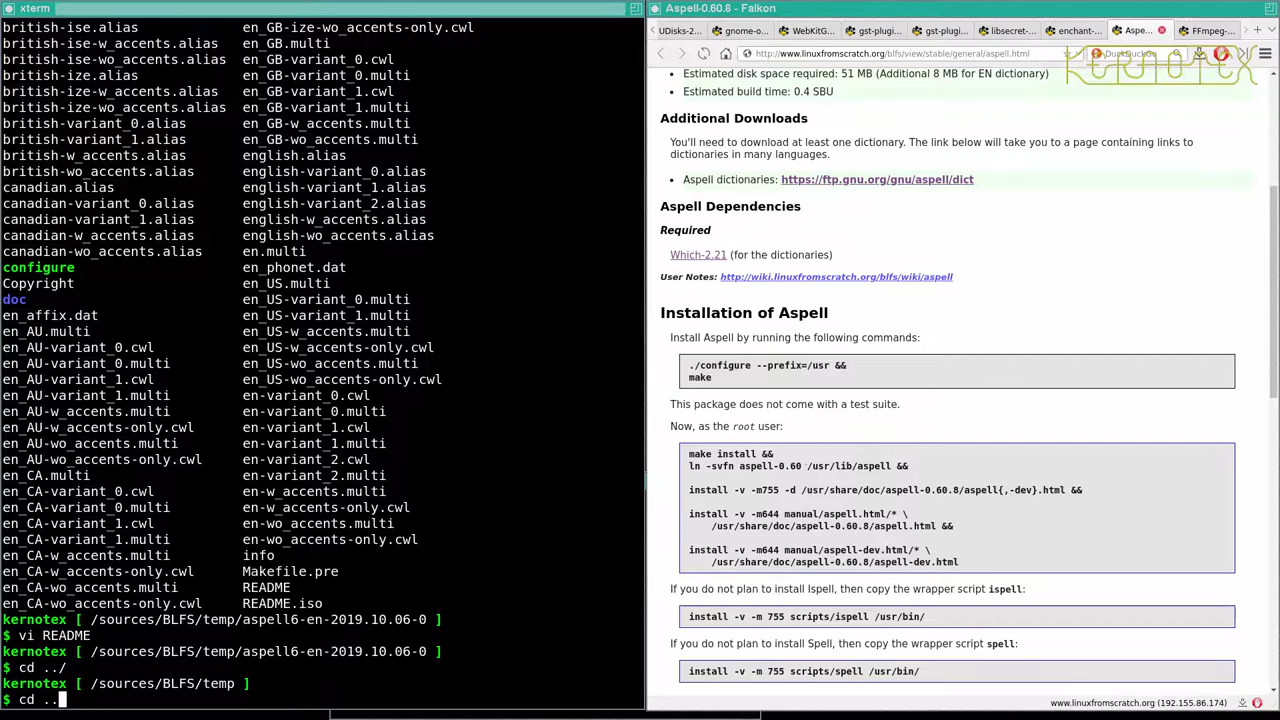 xterm
british-ise.alias en_GB-ize-wo_accents-only.cwl
british-ise-w_accents.alias en_GB.multi
british-ise-wo_accents.alias en_GB-variant_0.cwl
british-ize.alias en_GB-variant_0.multi
british-ize-w_accents.alias en_GB-variant_1.cwl
british-ize-wo_accents.alias en_GB-variant_1.multi
british-variant_0.alias en_GB-w_accents.multi
british-variant_1.alias en_GB-wo_accents.multi
british-w_accents.alias english.alias
british-wo_accents.alias english-variant_0.alias
canadian.alias english-variant_1.alias
canadian-variant_0.alias english-variant_2.alias
canadian-variant_1.alias english-w_accents.alias
canadian-w_accents.alias english-wo_accents.alias
canadian-wo_accents.alias en.multi
configure en_phonet.dat
Copyright en_US.multi
doc en_US-variant_0.multi
en_affix.dat en_US-variant_1.multi
en_AU.multi en_US-w_accents.multi
en_AU-variant_0.cwl en_US-w_accents-only.cwl
en_AU-variant_0.multi en_US-wo_accents.multi
en_AU-variant_1.cwl en_US-wo_accents-only.cwl
en_AU-variant_1.multi en-variant_0.cwl
en_AU-w_accents.multi en-variant_0.multi
en_AU-w_accents-only.cwl en-variant_1.cwl
en_AU-wo_accents.multi en-variant_1.multi
en_AU-wo_accents-only.cwl en-variant_2.cwl
en_CA.multi en-variant_2.multi
en_CA-variant_0.cwl en-w_accents.multi
en_CA-variant_0.multi en-w_accents-only.cwl
en_CA-variant_1.cwl en-wo_accents.multi
en_CA-variant_1.multi en-wo_accents-only.cwl
en_CA-w_accents.multi info
en_CA-w_accents-only.cwl Makefile.pre
en_CA-wo_accents.multi README
en_CA-wo_accents-only.cwl README.iso
kernotex [ /sources/BLFS/temp/aspell6-en-2019.10.06-0 ]
$ vi README
kernotex [ /sources/BLFS/temp/aspell6-en-2019.10.06-0 ]
$ cd ../
kernotex [ /sources/BLFS/temp ]
$ cd ..
Aspell-0.60.8 - Falkon
UDisks-2... gnome-o... WebKitG... gst-plugi... gst-plugi... libsecret-... enchant-... Aspe... FFmpeg-...
http://www.linuxfromscratch.org/blfs/view/stable/general/aspell.html DuckDuckGo
KERNOTEX
Estimated disk space required: 51 MB (Additional 8 MB for EN dictionary)
Estimated build time: 0.4 SBU
Additional Downloads
You'll need to download at least one dictionary. The link below will take you to a page containing links to
dictionaries in many languages.
Aspell dictionaries: https://ftp.gnu.org/gnu/aspell/dict
Aspell Dependencies
Required
Which-2.21 (for the dictionaries)
User Notes: http://wiki.linuxfromscratch.org/blfs/wiki/aspell
Installation of Aspell
Install Aspell by running the following commands:
./configure --prefix=/usr &&
make
This package does not come with a test suite.
Now, as the root user:
make install &&
ln -svfn aspell-0.60 /usr/lib/aspell &&
install -v -m755 -d /usr/share/doc/aspell-0.60.8/aspell{,-dev}.html &&
install -v -m644 manual/aspell.html/* \
/usr/share/doc/aspell-0.60.8/aspell.html &&
install -v -m644 manual/aspell-dev.html/* \
/usr/share/doc/aspell-0.60.8/aspell-dev.html
If you do not plan to install Ispell, then copy the wrapper script ispell:
install -v -m 755 scripts/ispell /usr/bin/
If you do not plan to install Spell, then copy the wrapper script spell:
install -v -m 755 scripts/spell /usr/bin/
www.linuxfromscratch.org (192.155.86.174)